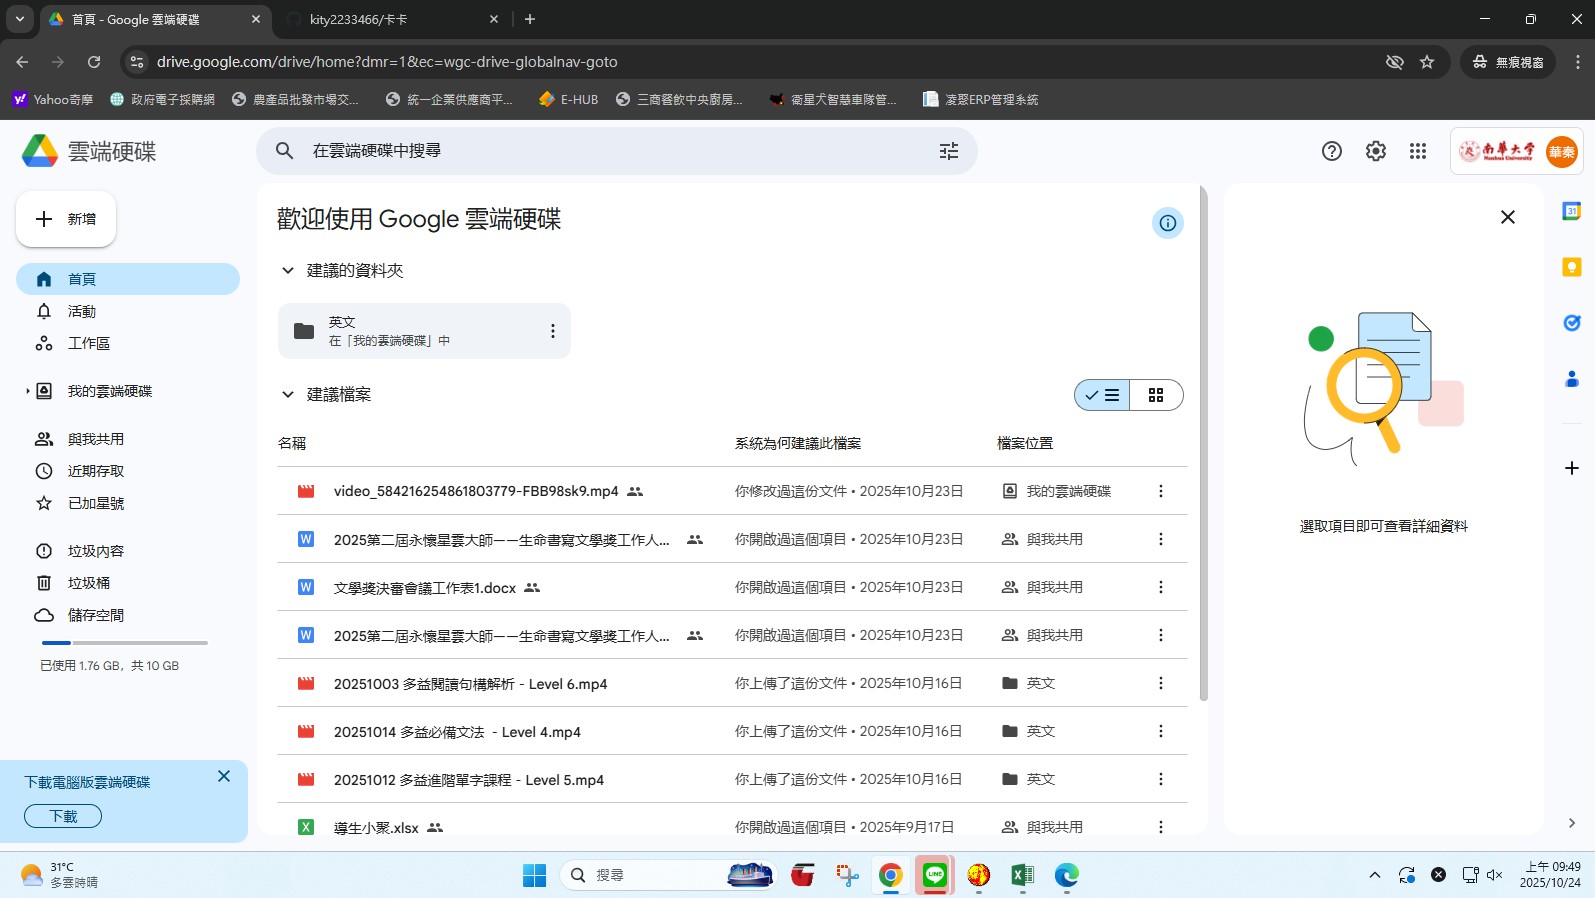 首頁 - Google 雲端硬碟
kity2233466/卡卡
drive.google.com/drive/home?dmr=1&ec=wgc-drive-globalnav-goto
無痕視窗
Yahoo奇摩
政府電子採購網
農產品批發市場交...
統一企業供應商平...
E-HUB
三商餐飲中央廚房...
衛星犬智慧車隊管...
凌聚ERP管理系統
雲端硬碟
在雲端硬碟中搜尋
南華大学
Nanhua University
華秦
新增
首頁
活動
工作區
我的雲端硬碟
與我共用
近期存取
已加星號
垃圾內容
垃圾桶
儲存空間
已使用 1.76 GB，共 10 GB
下載電腦版雲端硬碟
下載
歡迎使用 Google 雲端硬碟
建議的資料夾
英文
在「我的雲端硬碟」中
建議檔案
名稱 系統為何建議此檔案 檔案位置
video_584216254861803779-FBB98sk9.mp4 你修改過這份文件 • 2025年10月23日 我的雲端硬碟
W 2025第二屆永懷星雲大師——生命書寫文學獎工作人... 你開啟過這個項目 • 2025年10月23日 與我共用
W 文學獎決審會議工作表1.docx 你開啟過這個項目 • 2025年10月23日 與我共用
W 2025第二屆永懷星雲大師——生命書寫文學獎工作人... 你開啟過這個項目 • 2025年10月23日 與我共用
20251003 多益閱讀句構解析 - Level 6.mp4 你上傳了這份文件 • 2025年10月16日 英文
20251014 多益必備文法 - Level 4.mp4 你上傳了這份文件 • 2025年10月16日 英文
20251012 多益進階單字課程 - Level 5.mp4 你上傳了這份文件 • 2025年10月16日 英文
X 導生小聚.xlsx 你開啟過這個項目 • 2025年9月17日 與我共用
選取項目即可查看詳細資料
31
31°C
多雲時晴
搜尋
LINE
上午 09:49
2025/10/24